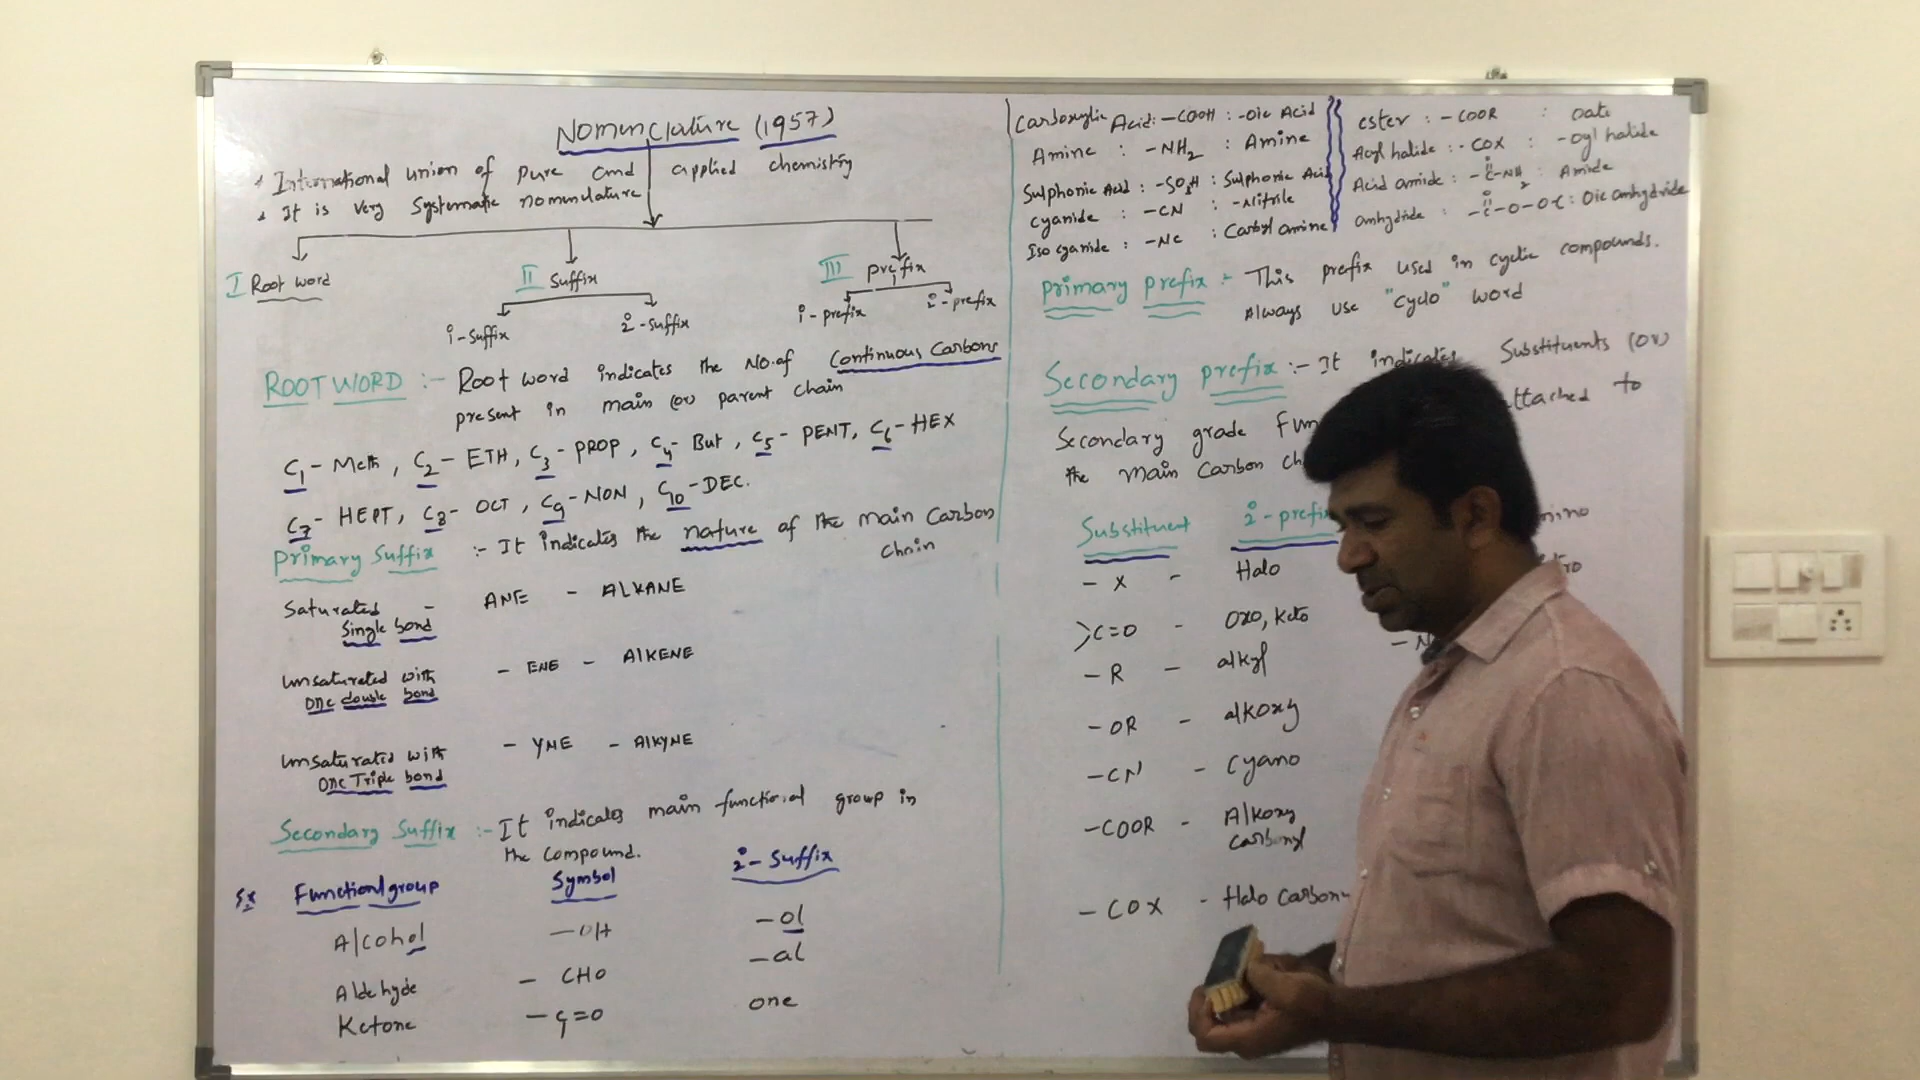 Nomenclature (1957)
* International union of pure and applied chemistry
* It is very systematic nomenclature
I Root word
II Suffix
III prefix
1°-suffix
2°-suffix
1°-prefix
2°-prefix
ROOT WORD :- Root word indicates the No.of Continuous Carbons
present in main (or) parent chain
C1 - Meth, C2 - ETH, C3 - PROP, C4 - But, C5 - PENT, C6 - HEX
C7 - HEPT, C8 - OCT, C9 - NON, C10 - DEC.
Primary Suffix :- It indicates the nature of the main Carbon
chain
Saturated - ANE - ALKANE
Single bond
Unsaturated with - ENE - AlKENE
One double bond
Unsaturated with - YNE - AlKYNE
One Triple bond
Secondary Suffix :- It indicates main functional group in
the compound.
Ex Functionl group Symbol 2°- Suffix
Alcohol -OH -ol
Aldehyde - CHO -al
Ketone - C=O one
Carboxylic Acid: -COOH : -Oic Acid
Amine : -NH2 : Amine
Sulphonic Acid : -SO3H : Sulphonic Acid
Cyanide : -CN : -Nitrile
Iso cyanide : -NC : Carbyl amine
ester : -COOR : oate
Acyl halide : -COX : -oyl halide
Acid amide : -C-NH2 : Amide
anhydride : -C-O-O-C : Oic anhydride
primary prefix :- This prefix used in cyclic compounds.
Always use "cyclo" word
Secondary prefix :- It indicates Substituents (or)
Secondary grade attached to
the main Carbon
Substituent 2°-prefix
- X - Halo
>C=O - Oxo, Keto
- R - alkyl
- OR - alkoxy
-CN - Cyano
-COOR - Alkoxy
carbonyl
-COX - Halo